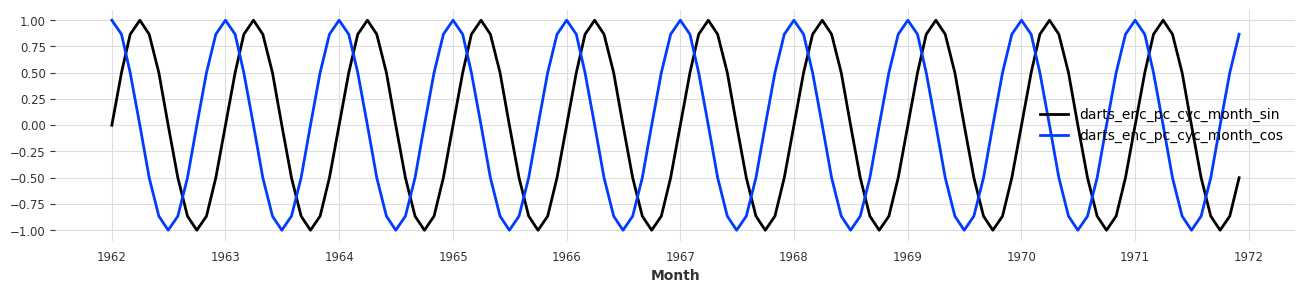 1.00
0.75
0.50
0.25
0.00
−0.25
−0.50
−0.75
−1.00
darts_enc_pc_cyc_month_sin
darts_enc_pc_cyc_month_cos
1962 1963 1964 1965 1966 1967 1968 1969 1970 1971 1972
Month